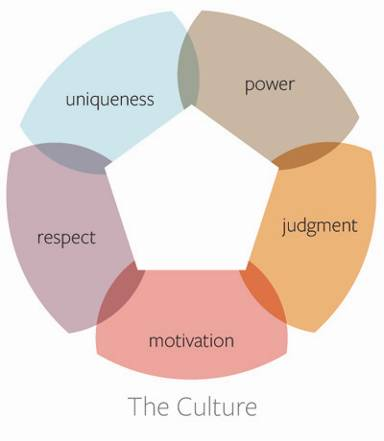 uniqueness
power
respect
judgment
motivation
The Culture